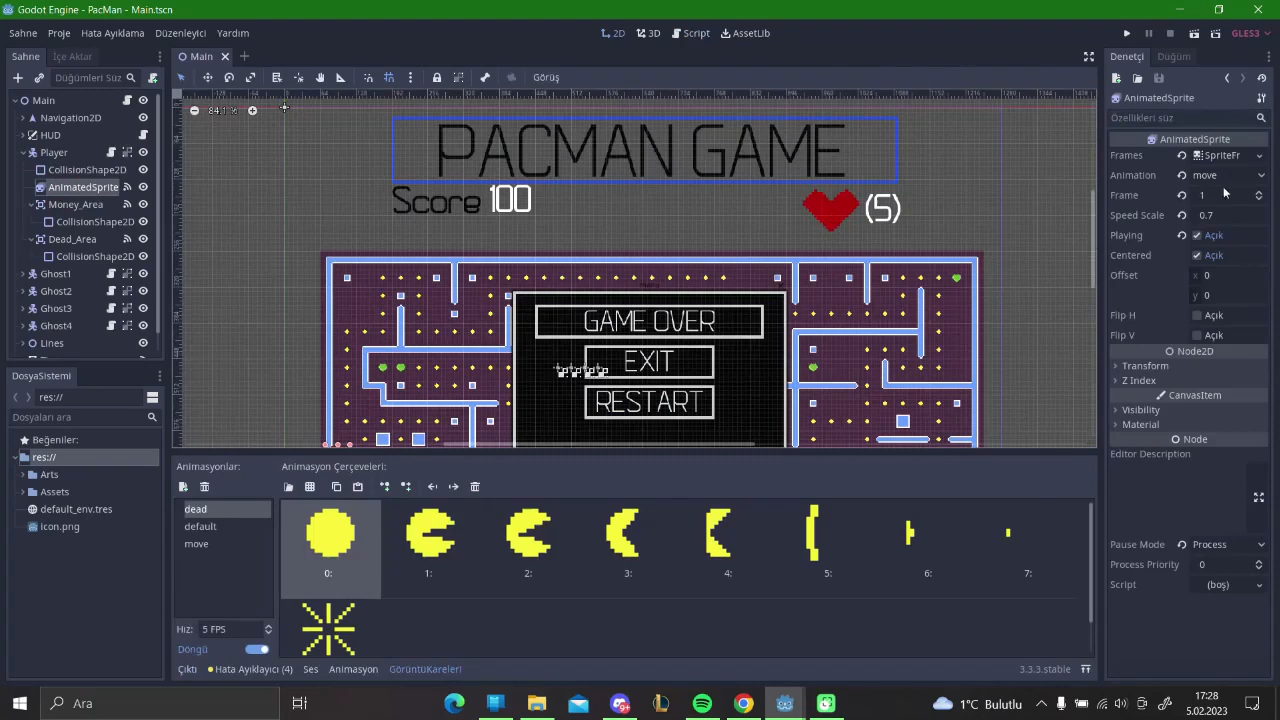 Godot Engine - PacMan - Main.tscn
Sahne Proje Hata Ayıklama Düzenleyici Yardım 2D 3D Script AssetLib GLES3
Sahne İçe Aktar Main Denetçi Düğüm
Düğümleri Süz Görüş
Main 84.1 % AnimatedSprite
Navigation2D PACMAN GAME Özellikleri süz
HUD AnimatedSprite
Player Frames SpriteFr
CollisionShape2D Animation move
AnimatedSprite Score 100 (5) Frame 1
Money_Area Speed Scale 0.7
CollisionShape2D Playing Açık
Dead_Area Centered Açık
CollisionShape2D Offset x 0
Ghost1 y 0
Ghost2 Flip H Açık
Ghost3 GAME OVER Flip V Açık
Ghost4 Node2D
Lines EXIT Transform
DosyaSistemi Z Index
res:// RESTART CanvasItem
Dosyaları ara Visibility
Beğeniler: Material
res:// Node
Arts Animasyonlar: Animasyon Çerçeveleri: Editor Description
Assets
default_env.tres dead
icon.png default
move
0: 1: 2: 3: 4: 5: 6: 7:
Pause Mode Process
Process Priority 0
Script (boş)
Hız: 5 FPS
Döngü
Çıktı Hata Ayıklayıcı (4) Ses Animasyon GörüntüKareleri 3.3.3.stable
Ara 1°C Bulutlu 17:28
5.02.2023